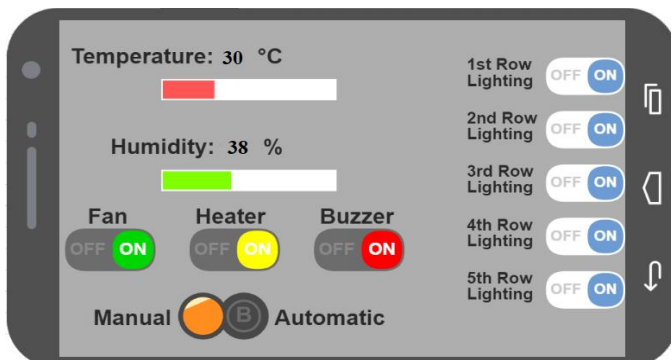 Temperature: 30 °C
Humidity: 38 %
Fan
OFF ON
Heater
OFF ON
Buzzer
OFF ON
Manual B Automatic
1st Row
Lighting
OFF ON
2nd Row
Lighting
OFF ON
3rd Row
Lighting
OFF ON
4th Row
Lighting
OFF ON
5th Row
Lighting
OFF ON